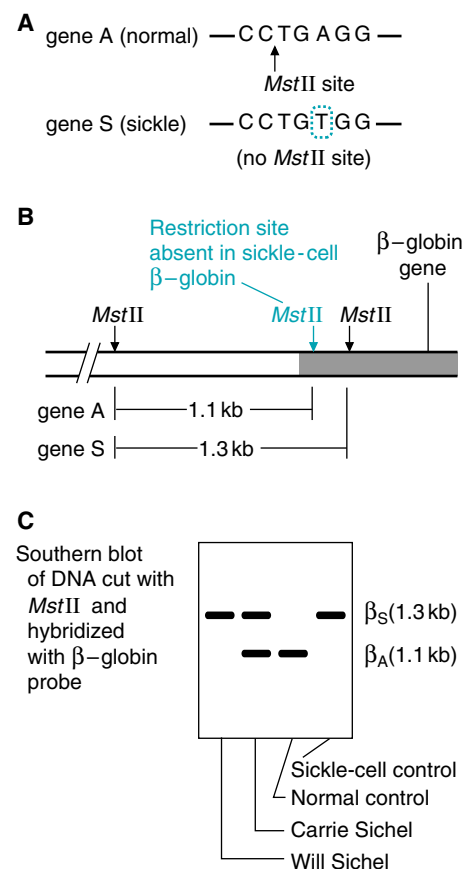 A
gene A (normal) — C C T G A G G —
MstII site
gene S (sickle) — C C T G T G G —
(no MstII site)
B
Restriction site
absent in sickle-cell
β–globin
β–globin
gene
MstII MstII MstII
gene A 1.1 kb
gene S 1.3 kb
C
Southern blot
of DNA cut with
MstII and
hybridized
with β–globin
probe
βS(1.3 kb)
βA(1.1 kb)
Sickle-cell control
Normal control
Carrie Sichel
Will Sichel